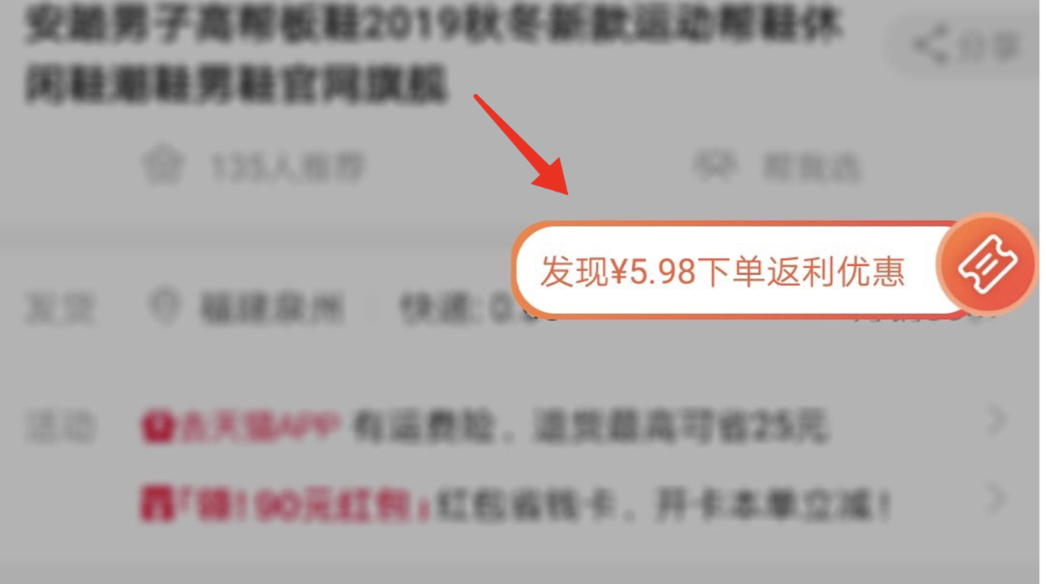 安踏男子高帮板鞋2019秋冬新款运动帮鞋休
闲鞋潮鞋男鞋官网旗舰
分享
135人推荐
帮我选
发现¥5.98下单返利优惠
发货
福建泉州
快递: 0.00
活动
去天猫APP 有运费险，退货最高可省25元
「领!90元红包」红包省钱卡，开卡本单立减!